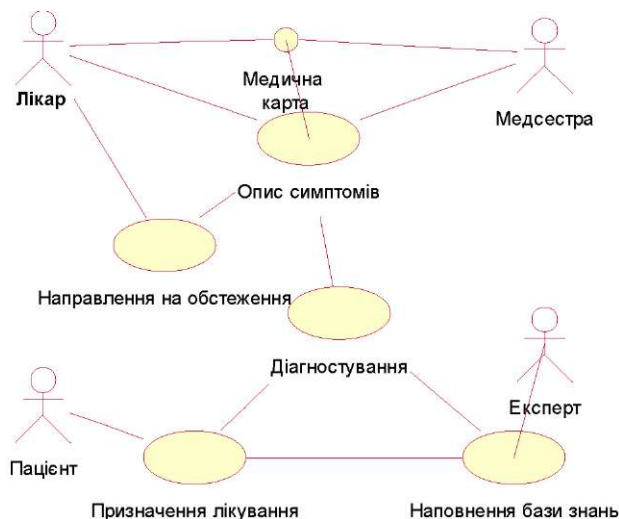 Медична
карта
Лікар
Медсестра
Опис симптомів
Направлення на обстеження
Діагностування
Експерт
Пацієнт
Призначення лікування
Наповнення бази знань